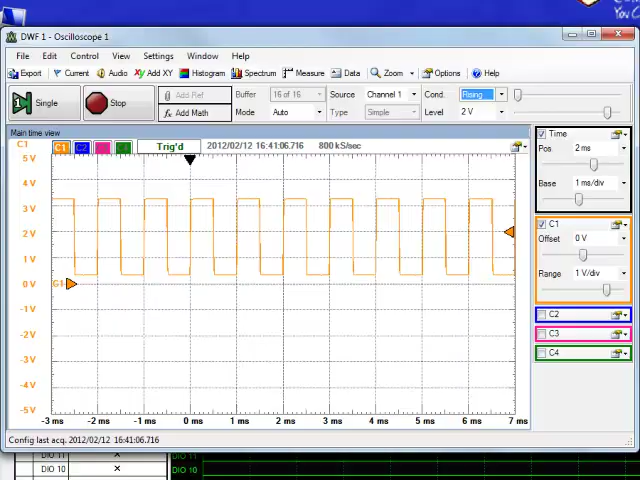 You C
DWF 1 - Oscilloscope 1
File Edit Control View Settings Window Help
Export Current Audio Add XY Histogram Spectrum Measure Data Zoom Options Help
Single Stop Add Ref Buffer 16 of 16 Source Channel 1 Cond. Rising
Add Math Mode Auto Type Simple Level 2 V
Main time view
C1 C1 C2 Trig'd 2012/02/12 16:41:06.716 800 kS/sec
5 V
4 V
3 V
2 V
1 V
0 V
-1 V
-2 V
-3 V
-4 V
-5 V
-3 ms -2 ms -1 ms 0 ms 1 ms 2 ms 3 ms 4 ms 5 ms 6 ms 7 ms
Time
Pos 2 ms
Base 1 ms/div
C1
Offset 0 V
Range 1 V/div
C2
C3
C4
Config last acq. 2012/02/12 16:41:06.716
DIO 11 X DIO 11
DIO 10 X DIO 10